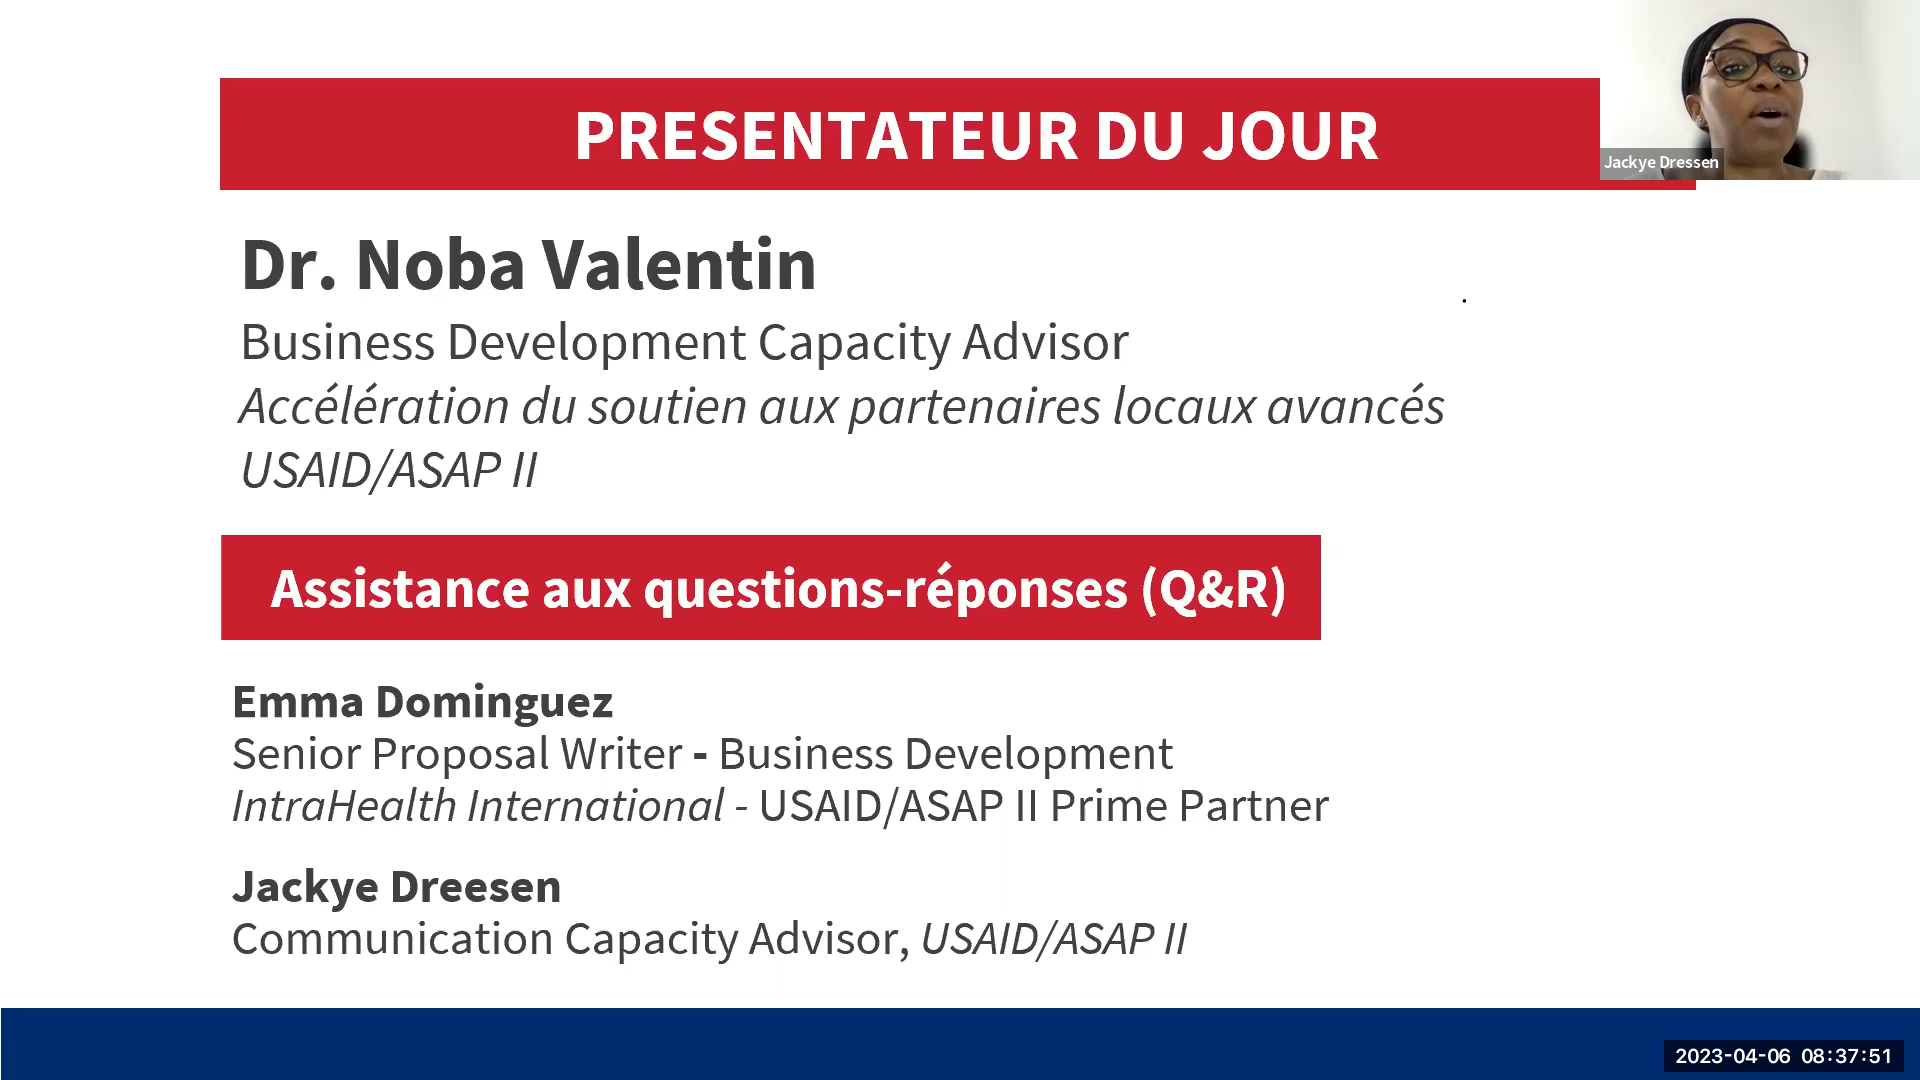 PRESENTATEUR DU JOUR
Jackye Dressen
Dr. Noba Valentin
Business Development Capacity Advisor
Accélération du soutien aux partenaires locaux avancés
USAID/ASAP II
Assistance aux questions-réponses (Q&R)
Emma Dominguez
Senior Proposal Writer - Business Development
IntraHealth International - USAID/ASAP II Prime Partner
Jackye Dreesen
Communication Capacity Advisor, USAID/ASAP II
2023-04-06 08:37:51